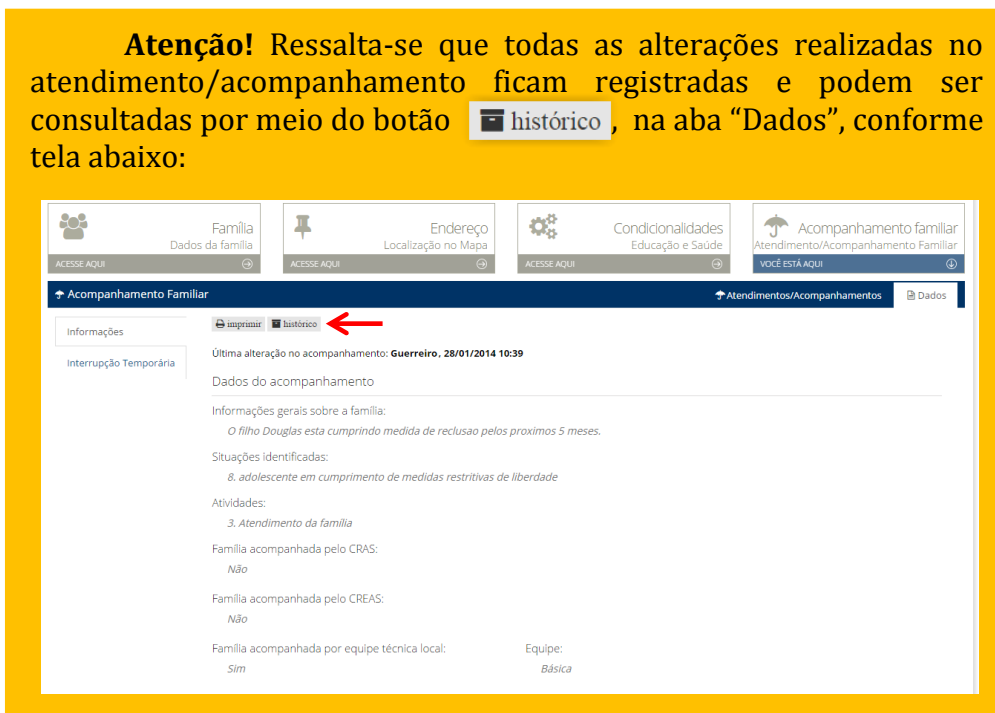 Atenção! Ressalta-se que todas as alterações realizadas no
atendimento/acompanhamento ficam registradas e podem ser
consultadas por meio do botão histórico, na aba “Dados”, conforme
tela abaixo:
Família
Dados da família
ACESSE AQUI
Endereço
Localização no Mapa
ACESSE AQUI
Condicionalidades
Educação e Saúde
ACESSE AQUI
Acompanhamento familiar
Atendimento/Acompanhamento Familiar
VOCÊ ESTÁ AQUI
Acompanhamento Familiar
Atendimentos/Acompanhamentos
Dados
Informações
Interrupção Temporária
imprimir histórico
Última alteração no acompanhamento: Guerreiro, 28/01/2014 10:39
Dados do acompanhamento
Informações gerais sobre a família:
O filho Douglas esta cumprindo medida de reclusao pelos proximos 5 meses.
Situações identificadas:
8. adolescente em cumprimento de medidas restritivas de liberdade
Atividades:
3. Atendimento da família
Família acompanhada pelo CRAS:
Não
Família acompanhada pelo CREAS:
Não
Família acompanhada por equipe técnica local:
Sim
Equipe:
Básica